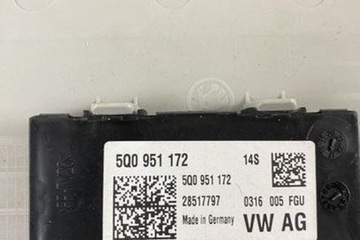 5Q0 951 172 14S
5Q0 951 172
28517797 0316 005 FGU
Made in Germany VW AG